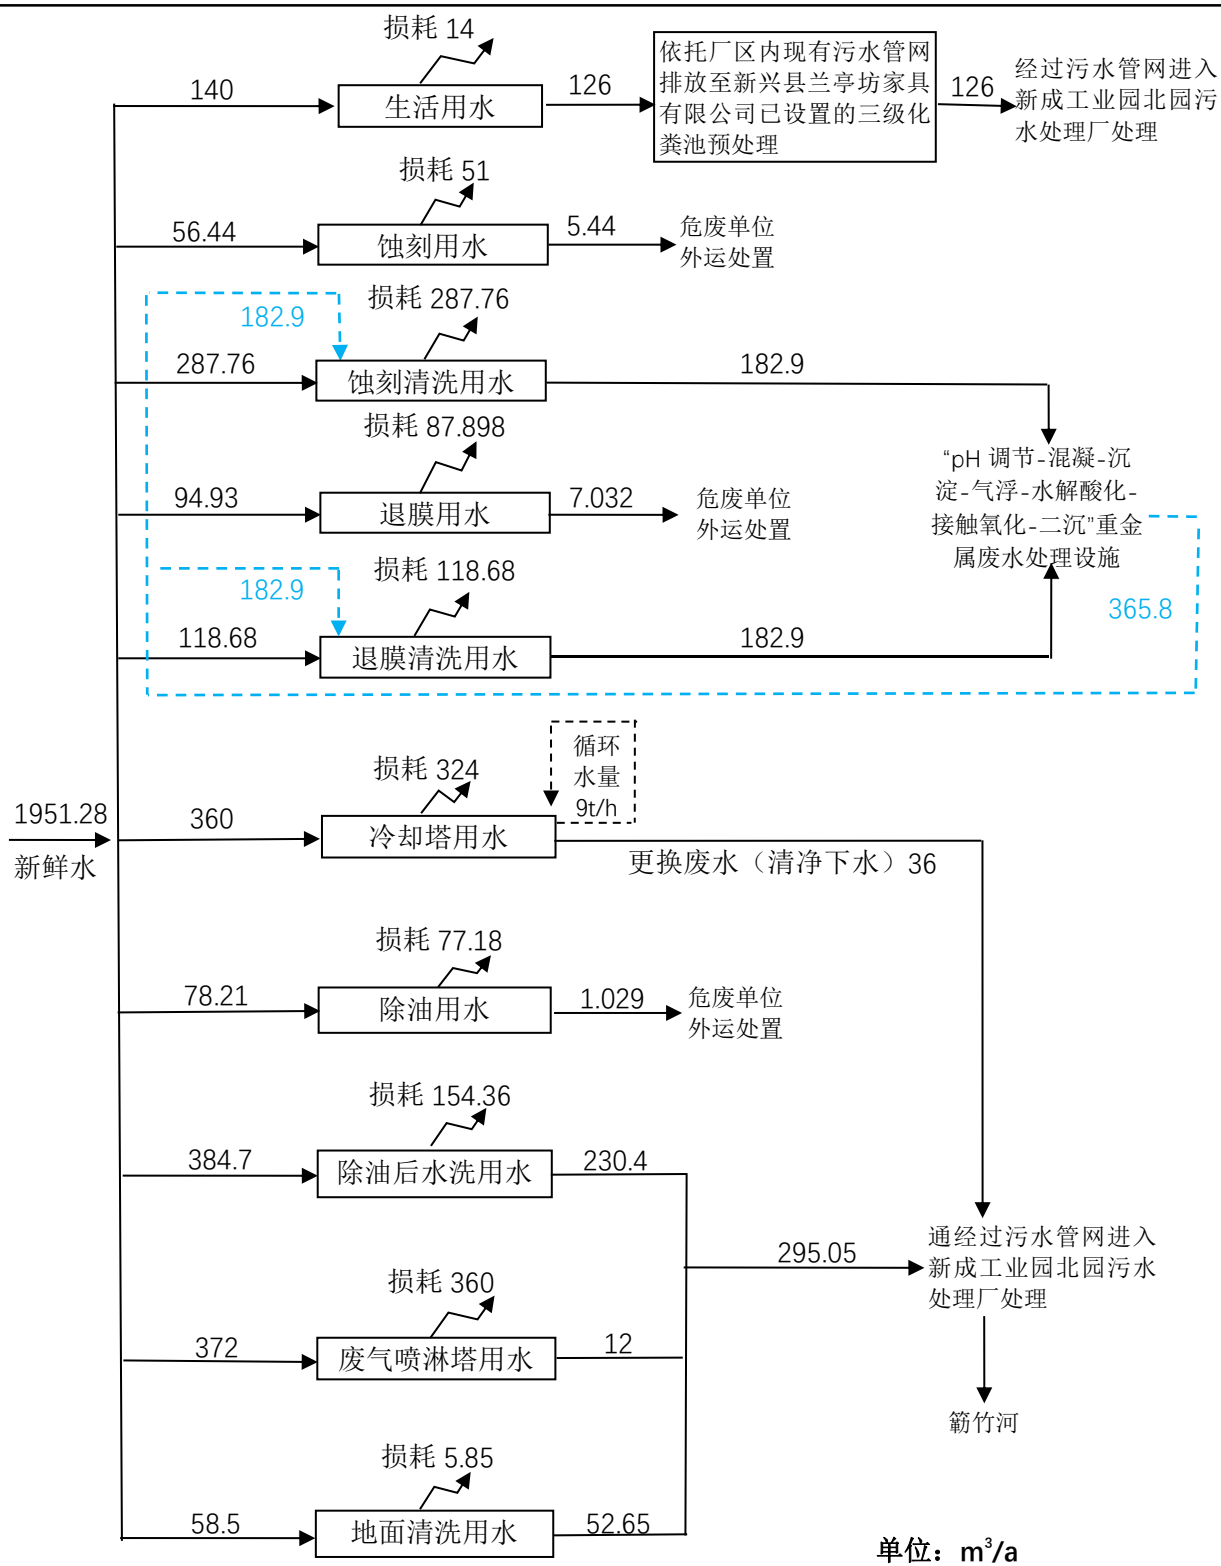 损耗 14
140
生活用水
126
依托厂区内现有污水管网
排放至新兴县兰亭坊家具
有限公司已设置的三级化
粪池预处理
126
经过污水管网进入
新成工业园北园污
水处理厂处理
损耗 51
56.44
蚀刻用水
5.44
危废单位
外运处置
182.9
损耗 287.76
287.76
蚀刻清洗用水
182.9
损耗 87.898
94.93
退膜用水
7.032
危废单位
外运处置
“pH 调节-混凝-沉
淀-气浮-水解酸化-
接触氧化-二沉”重金
属废水处理设施
182.9
损耗 118.68
118.68
退膜清洗用水
182.9
365.8
循环
水量
9t/h
损耗 324
1951.28
新鲜水
360
冷却塔用水
更换废水（清净下水）36
损耗 77.18
78.21
除油用水
1.029
危废单位
外运处置
损耗 154.36
384.7
除油后水洗用水
230.4
295.05
通经过污水管网进入
新成工业园北园污水
处理厂处理
损耗 360
372
废气喷淋塔用水
12
簕竹河
损耗 5.85
58.5
地面清洗用水
52.65
单位：m³/a